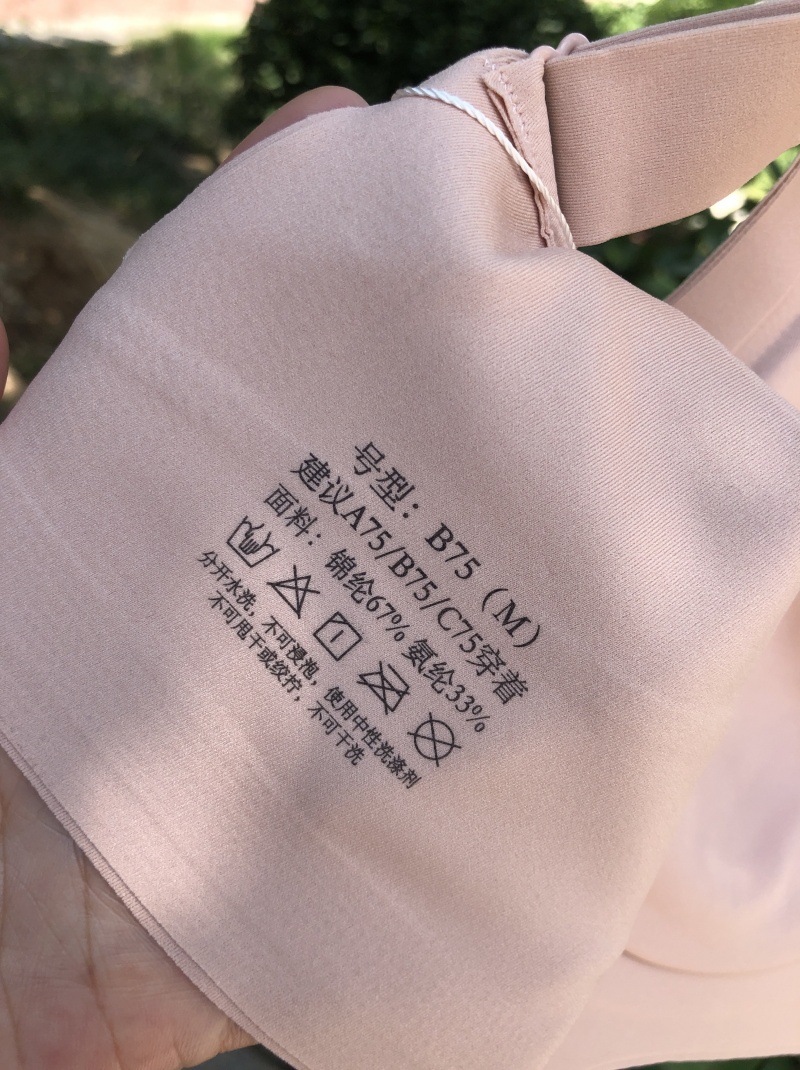 号型：B75（M）
建议A75/B75/C75穿着
面料：锦纶67% 氨纶33%
分开水洗，不可浸泡，使用中性洗涤剂
不可甩干或绞拧，不可干洗